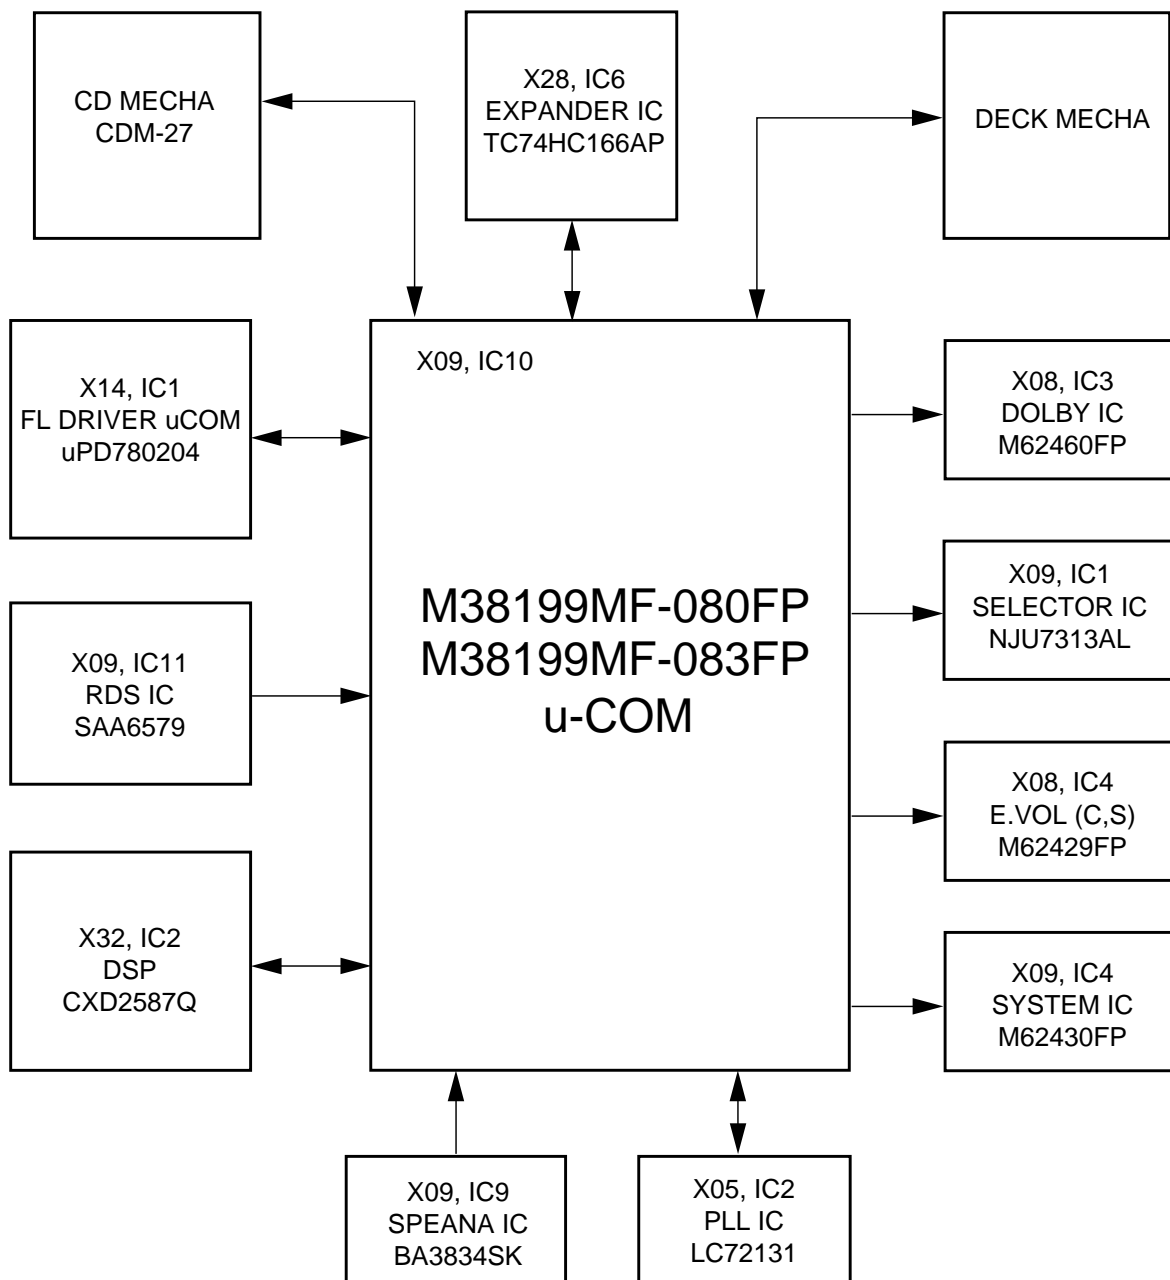 CD MECHA
CDM-27
X28, IC6
EXPANDER IC
TC74HC166AP
DECK MECHA
X14, IC1
FL DRIVER uCOM
uPD780204
X09, IC10
X08, IC3
DOLBY IC
M62460FP
X09, IC1
SELECTOR IC
NJU7313AL
M38199MF-080FP
M38199MF-083FP
u-COM
X09, IC11
RDS IC
SAA6579
X08, IC4
E.VOL (C,S)
M62429FP
X32, IC2
DSP
CXD2587Q
X09, IC4
SYSTEM IC
M62430FP
X09, IC9
SPEANA IC
BA3834SK
X05, IC2
PLL IC
LC72131